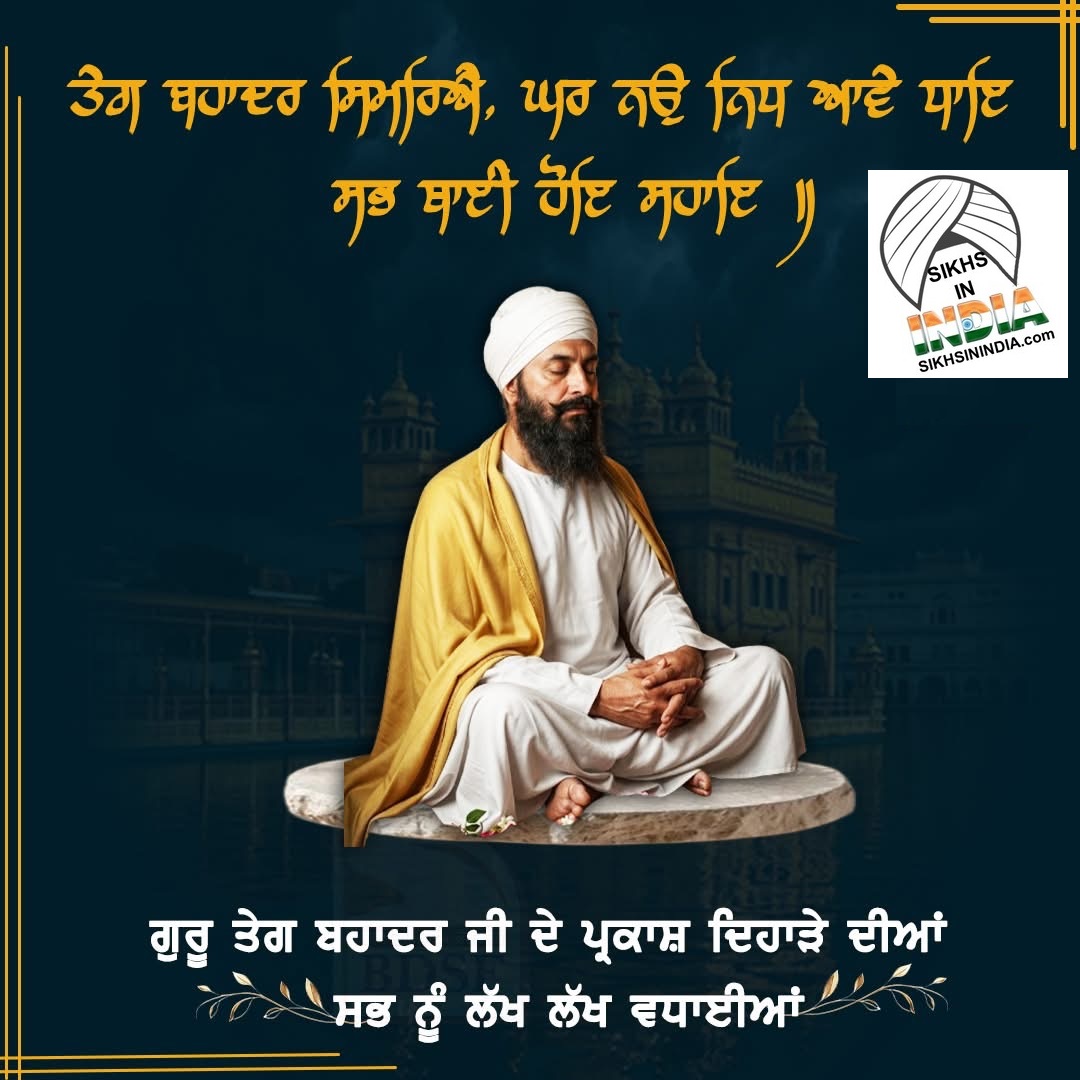 ਤੇਗ ਬਹਾਦਰ ਸਿਮਰਿਐ, ਘਰ ਨਉ ਨਿਧ ਆਵੇ ਧਾਇ
ਸਭ ਥਾਈ ਹੋਇ ਸਹਾਇ ॥
SIKHS
IN
INDIA
SIKHSININDIA.com
ਗੁਰੂ ਤੇਗ ਬਹਾਦਰ ਜੀ ਦੇ ਪ੍ਰਕਾਸ਼ ਦਿਹਾੜੇ ਦੀਆਂ
ਸਭ ਨੂੰ ਲੱਖ ਲੱਖ ਵਧਾਈਆਂ